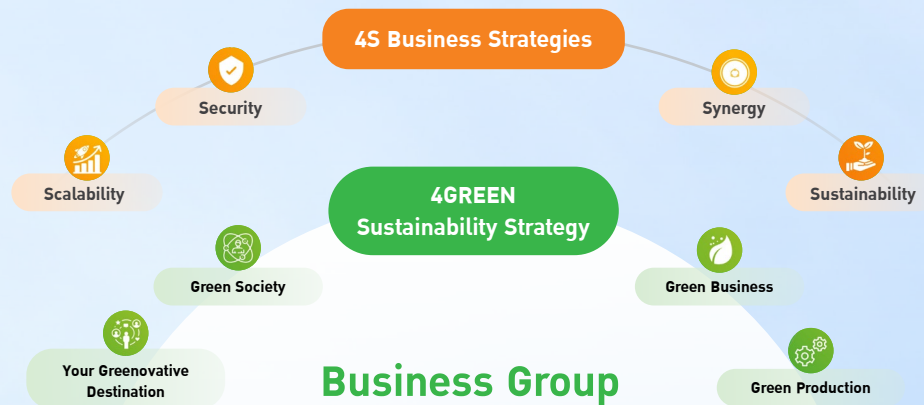 4S Business Strategies
Security
Synergy
Scalability
Sustainability
4GREEN
Sustainability Strategy
Green Society
Green Business
Your Greenovative
Destination
Business Group
Green Production